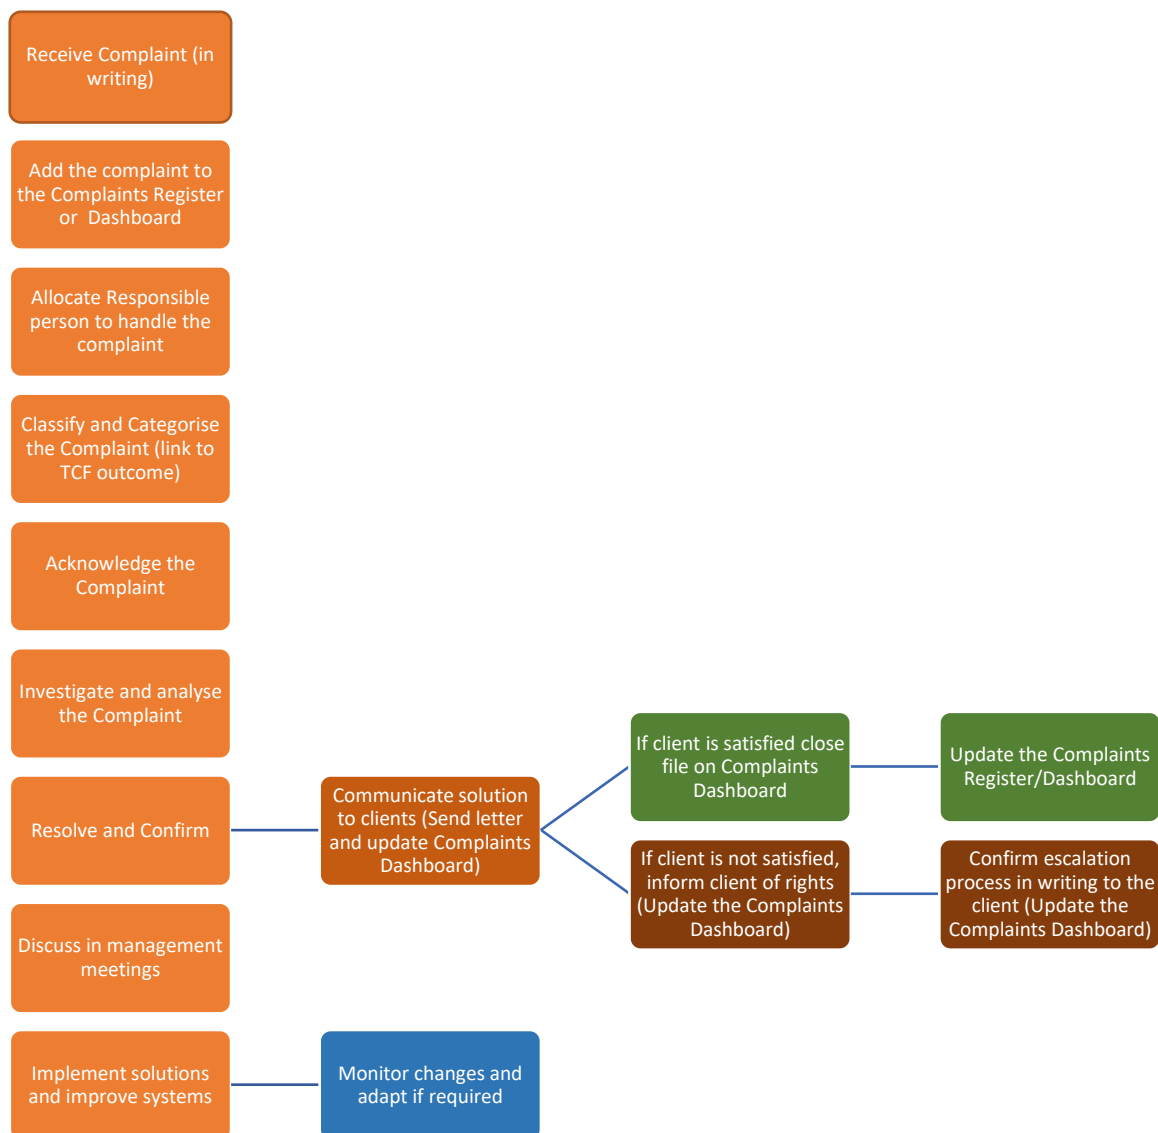 Receive Complaint (in
writing)
Add the complaint to
the Complaints Register
or Dashboard
Allocate Responsible
person to handle the
complaint
Classify and Categorise
the Complaint (link to
TCF outcome)
Acknowledge the
Complaint
Investigate and analyse
the Complaint
Resolve and Confirm
Communicate solution
to clients (Send letter
and update Complaints
Dashboard)
If client is satisfied close
file on Complaints
Dashboard
Update the Complaints
Register/Dashboard
If client is not satisfied,
inform client of rights
(Update the Complaints
Dashboard)
Confirm escalation
process in writing to the
client (Update the
Complaints Dashboard)
Discuss in management
meetings
Implement solutions
and improve systems
Monitor changes and
adapt if required